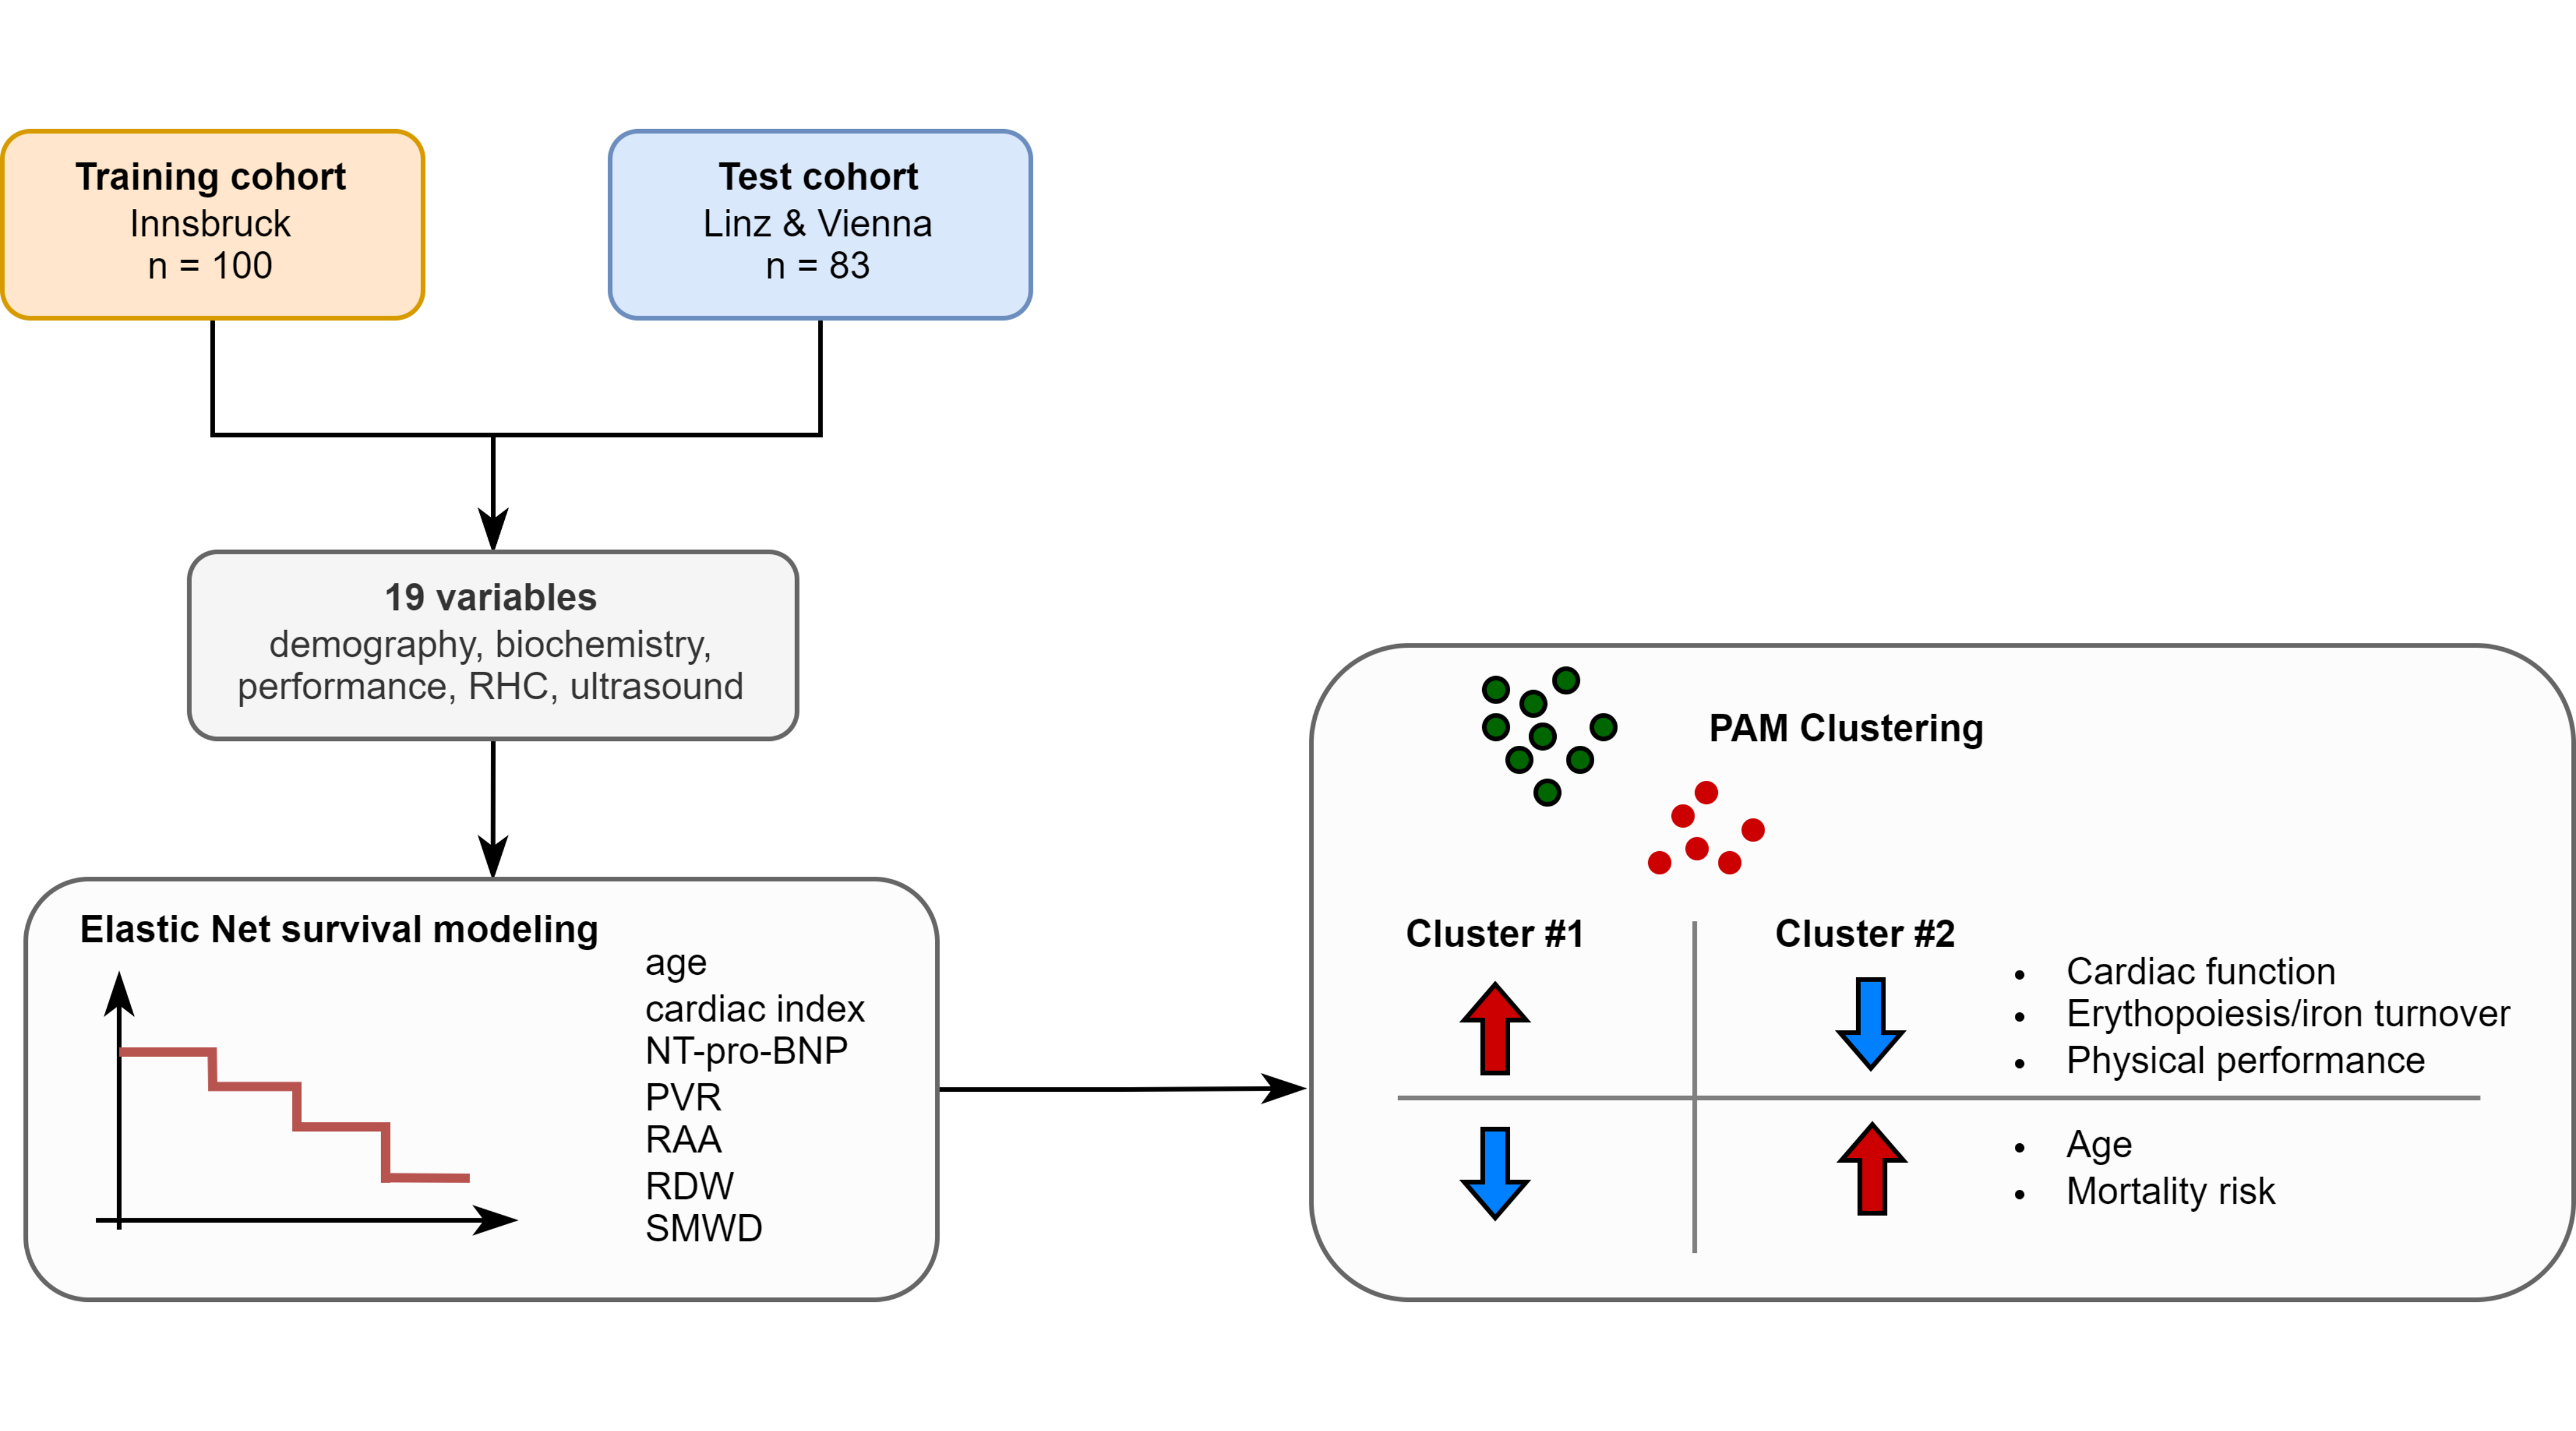 Training cohort
Innsbruck
n = 100
Test cohort
Linz & Vienna
n = 83
19 variables
demography, biochemistry,
performance, RHC, ultrasound
Elastic Net survival modeling
age
cardiac index
NT-pro-BNP
PVR
RAA
RDW
SMWD
PAM Clustering
Cluster #1
Cluster #2
• Cardiac function
• Erythopoiesis/iron turnover
• Physical performance
• Age
• Mortality risk